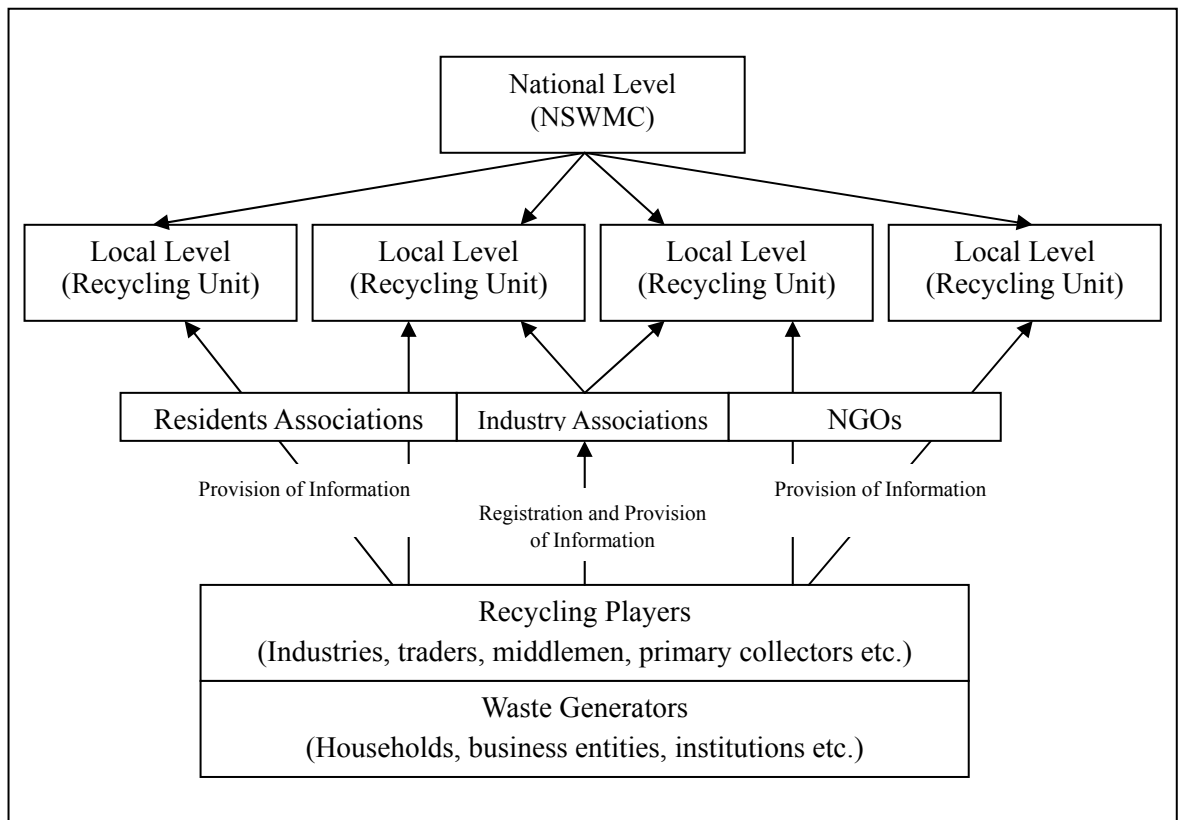 National Level
(NSWMC)
Local Level
(Recycling Unit)
Local Level
(Recycling Unit)
Local Level
(Recycling Unit)
Local Level
(Recycling Unit)
Residents Associations
Industry Associations
NGOs
Provision of Information
Registration and Provision
of Information
Provision of Information
Recycling Players
(Industries, traders, middlemen, primary collectors etc.)
Waste Generators
(Households, business entities, institutions etc.)